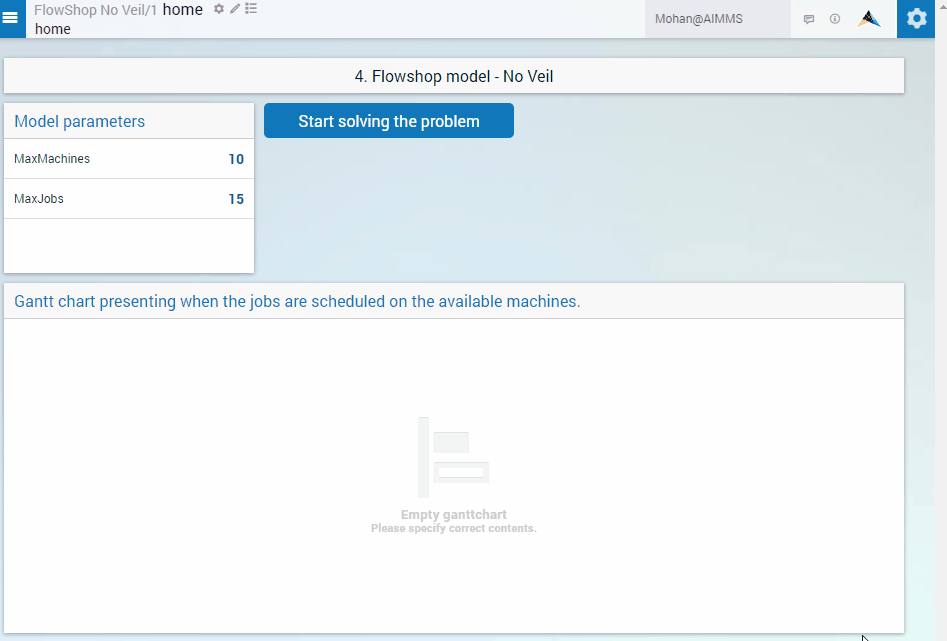 FlowShop No Veil/1 home
home
Mohan@AIMMS
4. Flowshop model - No Veil
Model parameters
MaxMachines 10
MaxJobs 15
Start solving the problem
Gantt chart presenting when the jobs are scheduled on the available machines.
Empty ganttchart
Please specify correct contents.